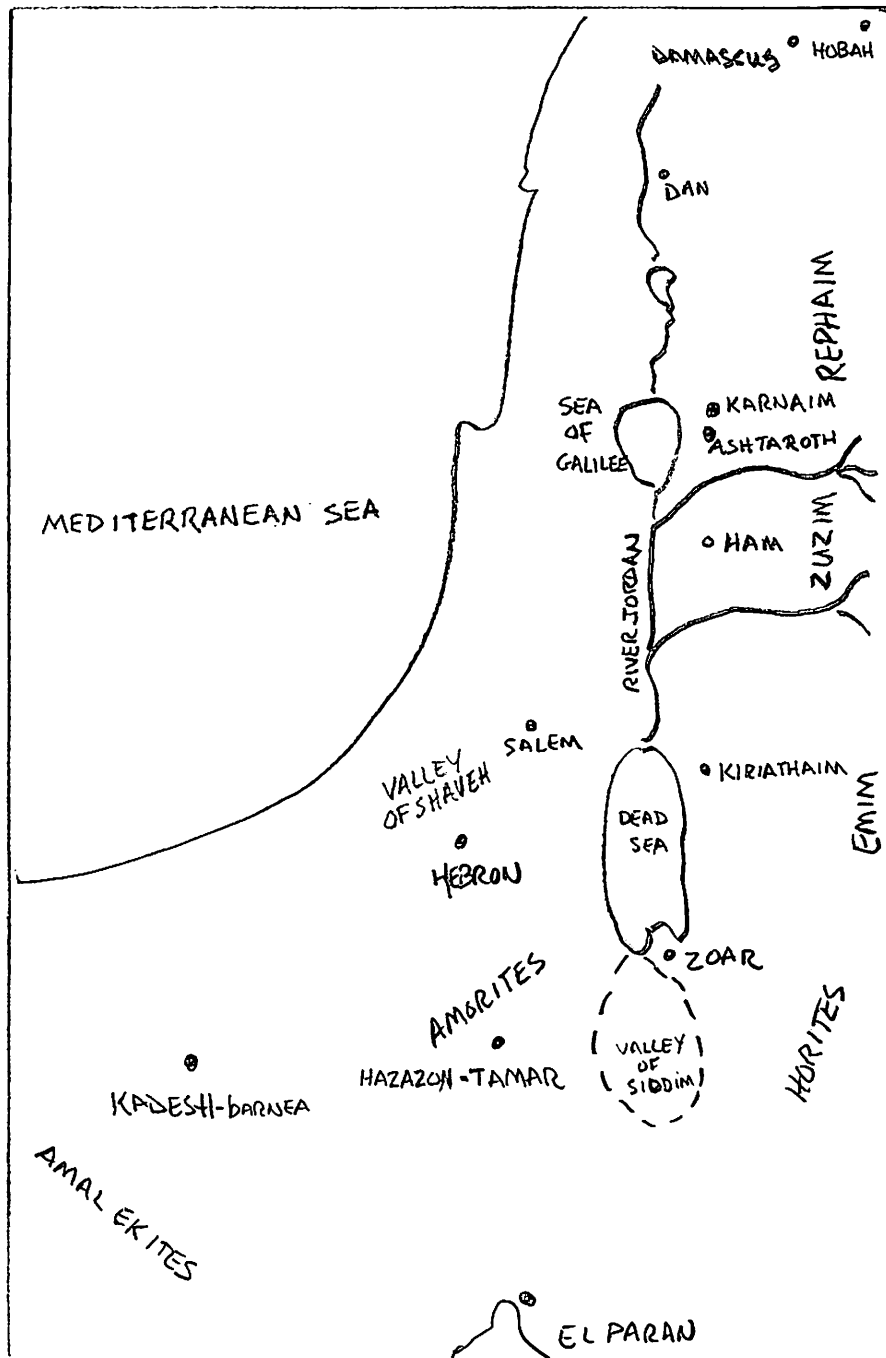 DAMASCUS
HOBAH
DAN
REPHAIM
KARNAIM
SEA
OF
GALILEE
ASHTAROTH
MEDITERRANEAN SEA
HAM
ZUZIM
RIVER JORDAN
SALEM
VALLEY
OF SHAVEH
KIRIATHAIM
DEAD
SEA
EMIM
HEBRON
ZOAR
AMORITES
HORITES
HAZAZON-TAMAR
VALLEY
OF
SIDDIM
KADESH-BARNEA
AMALEKITES
EL PARAN